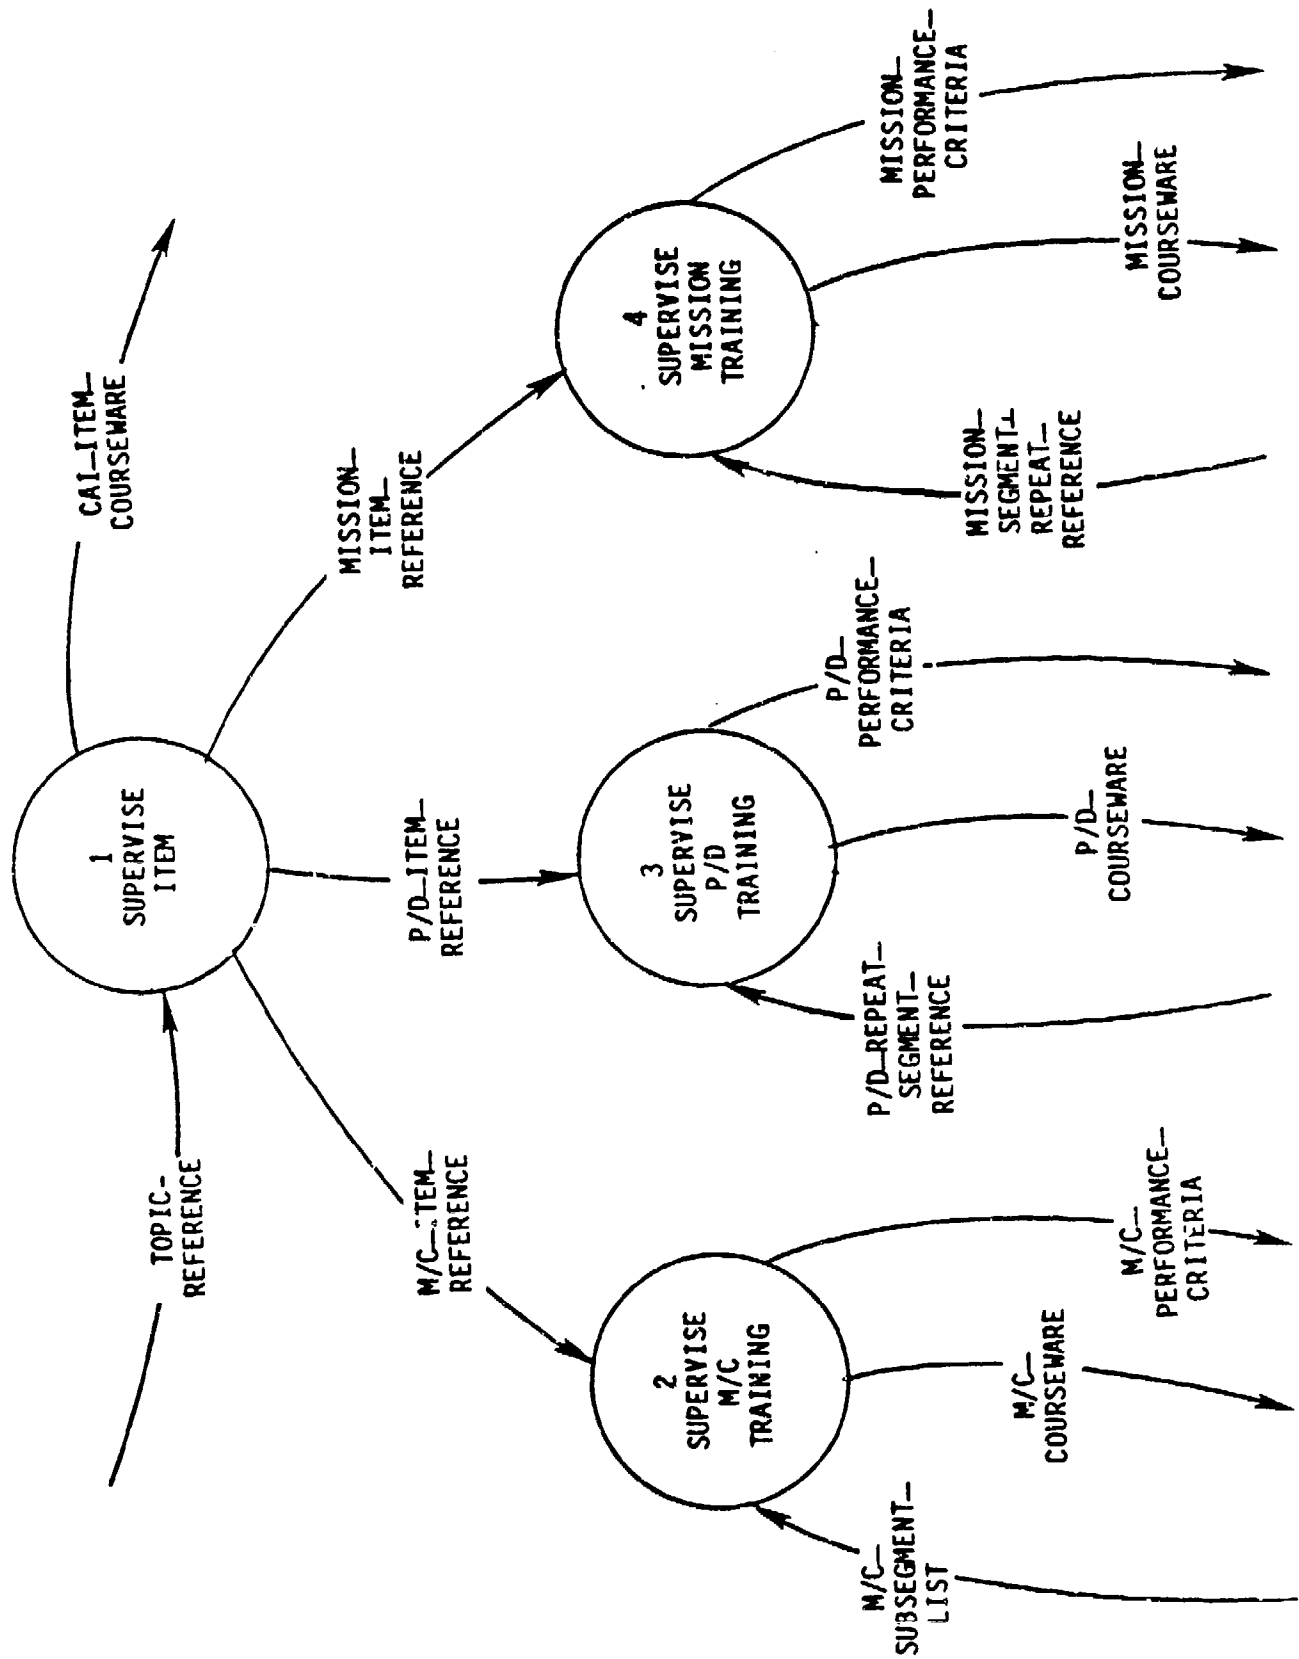 1
SUPERVISE
ITEM
TOPIC-
REFERENCE
CAI_ITEM_
COURSEWARE
M/C_ITEM_
REFERENCE
P/D_ITEM_
REFERENCE
MISSION_
ITEM_
REFERENCE
2
SUPERVISE
M/C
TRAINING
3
SUPERVISE
P/D
TRAINING
4
SUPERVISE
MISSION
TRAINING
M/C_
SUBSEGMENT_
LIST
M/C_
COURSEWARE
M/C_
PERFORMANCE_
CRITERIA
P/D_REPEAT_
SEGMENT_
REFERENCE
P/D_
COURSEWARE
P/D_
PERFORMANCE_
CRITERIA
MISSION_
SEGMENT_
REPEAT_
REFERENCE
MISSION_
COURSEWARE
MISSION_
PERFORMANCE_
CRITERIA